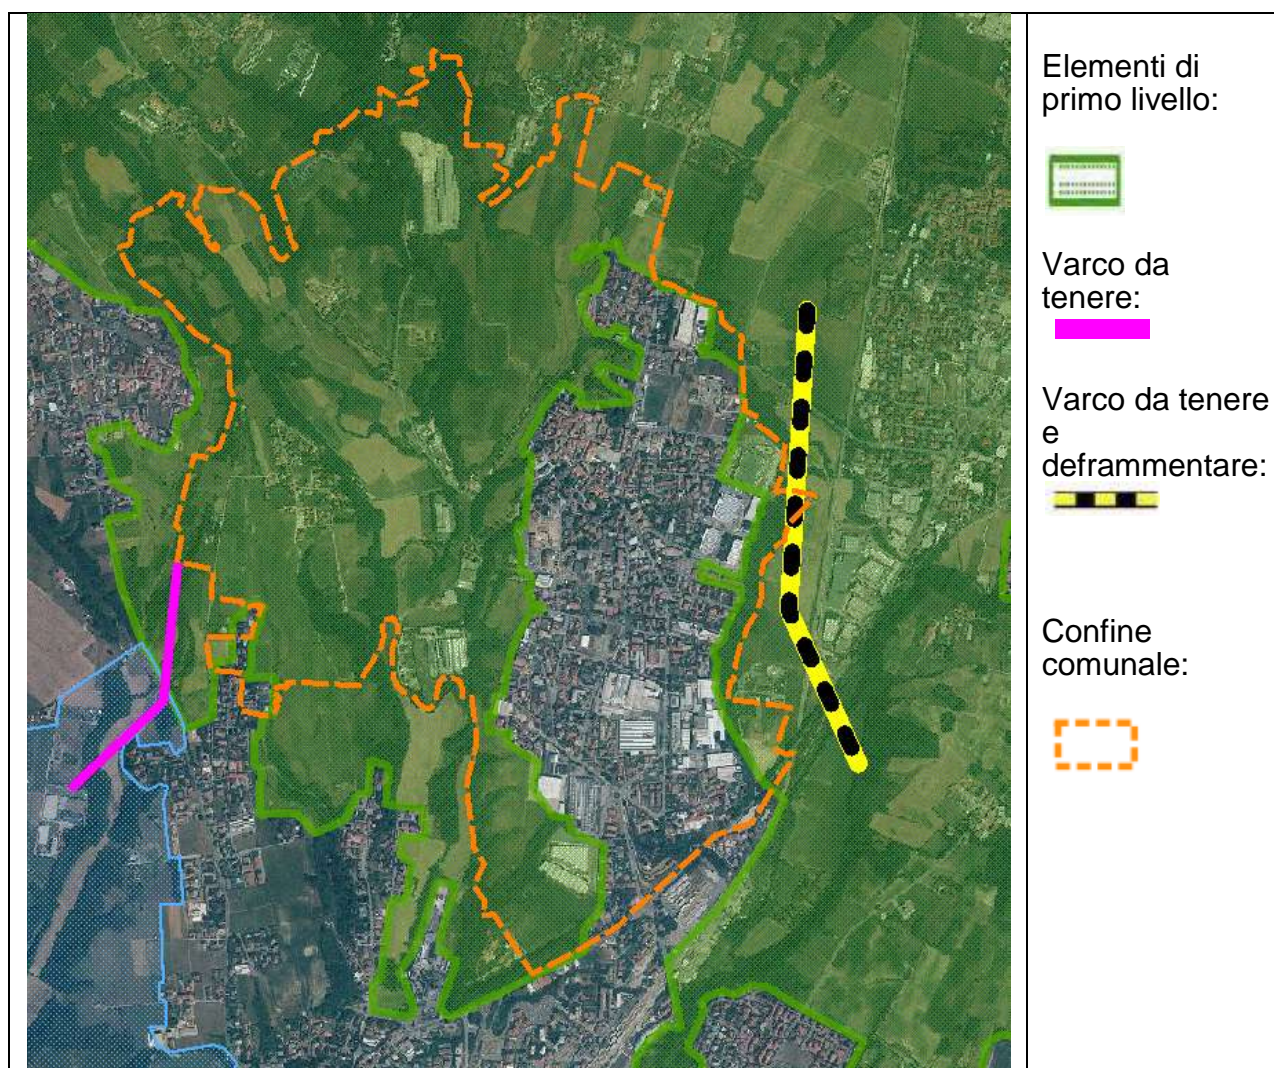 Elementi di
primo livello:
Varco da
tenere:
Varco da tenere
e
deframmentare:
Confine
comunale: